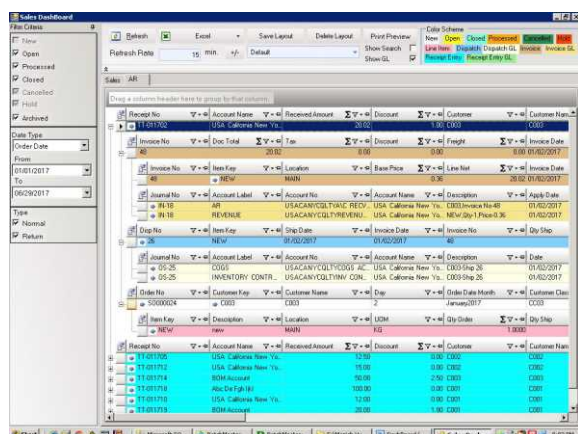 Sales DashBoard
Filter Criteria
New
Open
Processed
Closed
Cancelled
Hold
Archived
Date Type
Order Date
From
01/01/2017
To
06/29/2017
Type
Normal
Return
Refresh Excel Save Layout Delete Layout Print Preview
Refresh Rate 15 min. +/- Default Show Search
Show GL
Color Scheme
New Open Closed Processed Cancelled Hold
Line Item Dispatch Dispatch GL Invoice Invoice GL
Receipt Entry Receipt Entry GL
Sales AR
Drag a column header here to group by that column.
Receipt No Account Name Received Amount Discount Customer Customer Nam
TT-011702 USA California New Yo.. 28.02 1.00 C003 C003
Invoice No Doc Total Tax Discount Freight Invoice Date
48 20.02 0.00 0.00 0.00 01/02/2017
Invoice No Item Key Location Base Price Line Net Invoice Date
48 NEW MAIN 0.36 28.02 01/02/2017
Journal No Account Label Account No Account Name Description Apply Date
IN-18 AR USA California New Yo.. C003,Invoice No-48 01/02/2017
IN-18 REVENUE USA California New Yo.. NEW,Qty-1,Price-0.36 01/02/2017
Disp No Item Key Ship Date Invoice Date Invoice No Qty Ship
26 NEW 01/02/2017 01/02/2017 48
Journal No Account Label Account No Account Name Description Date
OS-25 COGS USA California New Yo.. C003-Ship 26 01/02/2017
OS-25 INVENTORY CONTR... USA California New Yo.. C003-Ship 26 01/02/2017
Order No Customer Key Customer Name Day Order Date Month Customer Class
SO000024 C003 C003 2 January2017 CC03
Item Key Description Location UOM Qty Order Qty Ship
NEW new MAIN KG 1.0000
Receipt No Account Name Received Amount Discount Customer Customer Nam
TT-011705 USA California New Yo.. 12.50 0.00 C002 C002
TT-011712 USA California New Yo.. 15.00 0.00 C002 C002
TT-011714 BOM Account 50.00 2.50 C003 C003
100.00 0.00 C001 C001
USA California New Yo.. 12.00 0.90 C001 C001
TT-011719 BOM Account 20.00 1.90 C001 C001